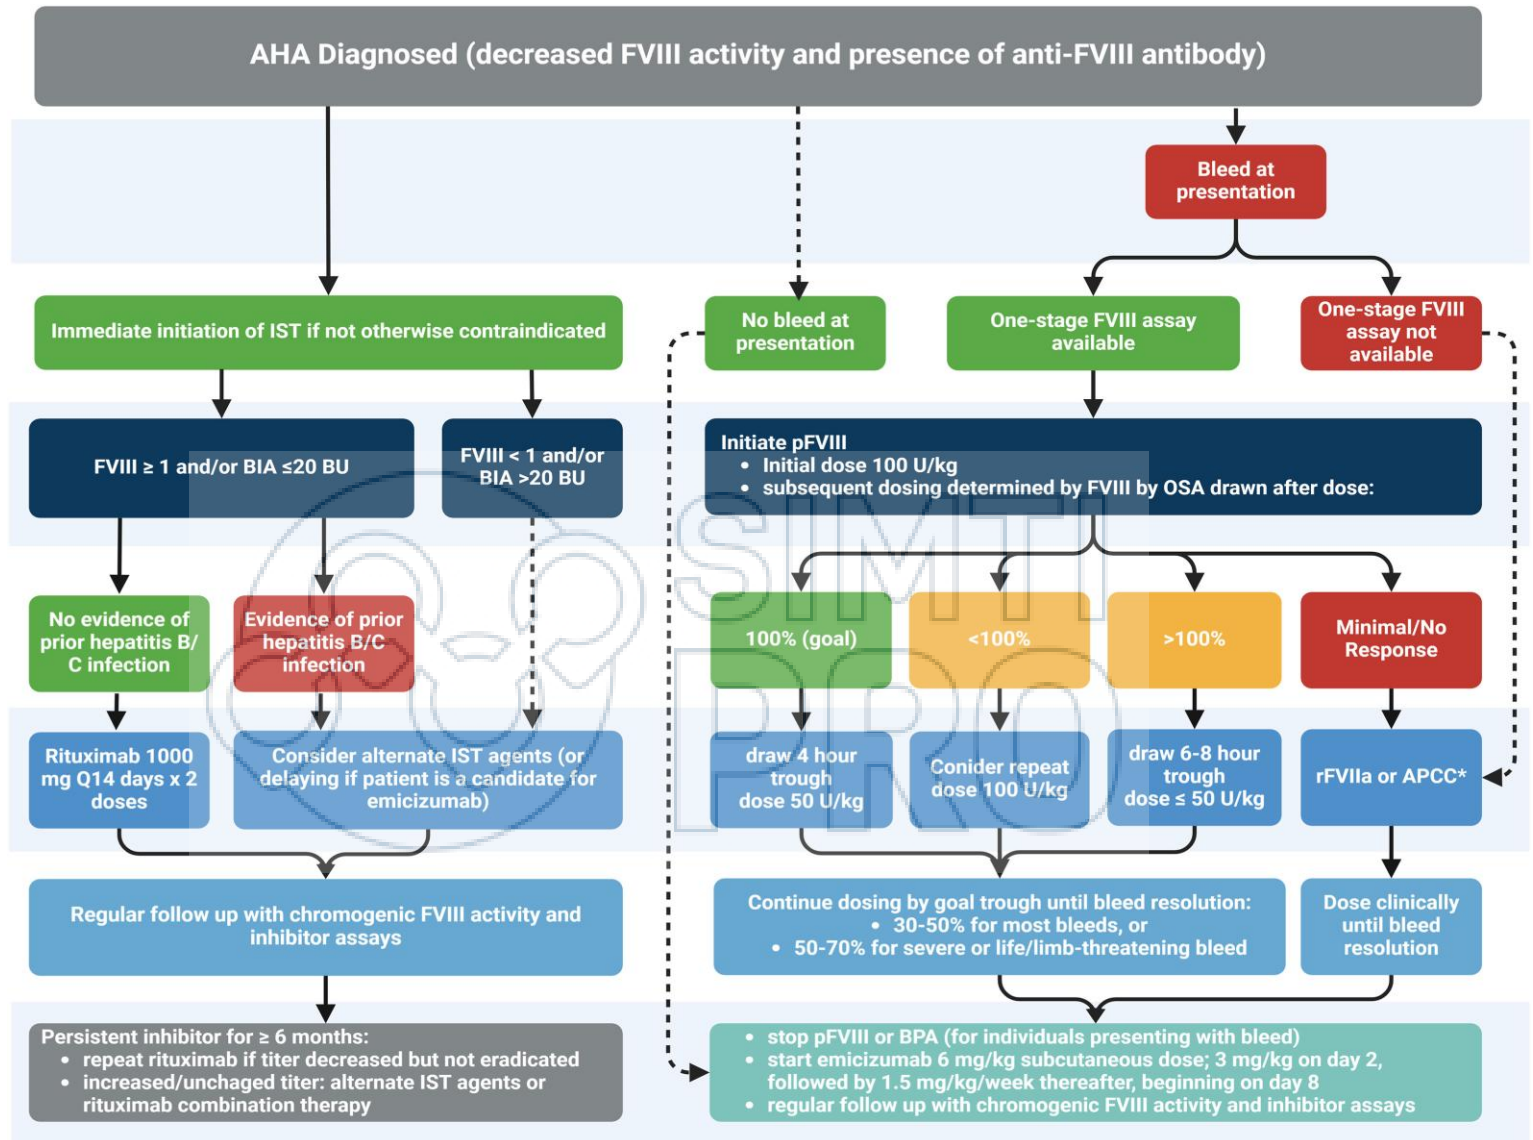 AHA Diagnosed (decreased FVIII activity and presence of anti-FVIII antibody)
Bleed at
presentation
Immediate initiation of IST if not otherwise contraindicated
No bleed at
presentation
One-stage FVIII assay
available
One-stage FVIII
assay not
available
FVIII ≥ 1 and/or BIA ≤20 BU
FVIII < 1 and/or
BIA >20 BU
Initiate pFVIII
• Initial dose 100 U/kg
• subsequent dosing determined by FVIII by OSA drawn after dose:
No evidence of
prior hepatitis B/
C infection
Evidence of prior
hepatitis B/C
infection
100% (goal)
<100%
>100%
Minimal/No
Response
Rituximab 1000
mg Q14 days x 2
doses
Consider alternate IST agents (or
delaying if patient is a candidate for
emicizumab)
draw 4 hour
trough
dose 50 U/kg
Conider repeat
dose 100 U/kg
draw 6-8 hour
trough
dose ≤ 50 U/kg
rFVIIa or APCC*
Regular follow up with chromogenic FVIII activity and
inhibitor assays
Continue dosing by goal trough until bleed resolution:
• 30-50% for most bleeds, or
• 50-70% for severe or life/limb-threatening bleed
Dose clinically
until bleed
resolution
Persistent inhibitor for ≥ 6 months:
• repeat rituximab if titer decreased but not eradicated
• increased/unchaged titer: alternate IST agents or
rituximab combination therapy
• stop pFVIII or BPA (for individuals presenting with bleed)
• start emicizumab 6 mg/kg subcutaneous dose; 3 mg/kg on day 2,
followed by 1.5 mg/kg/week thereafter, beginning on day 8
• regular follow up with chromogenic FVIII activity and inhibitor assays
SIMTI
PRO